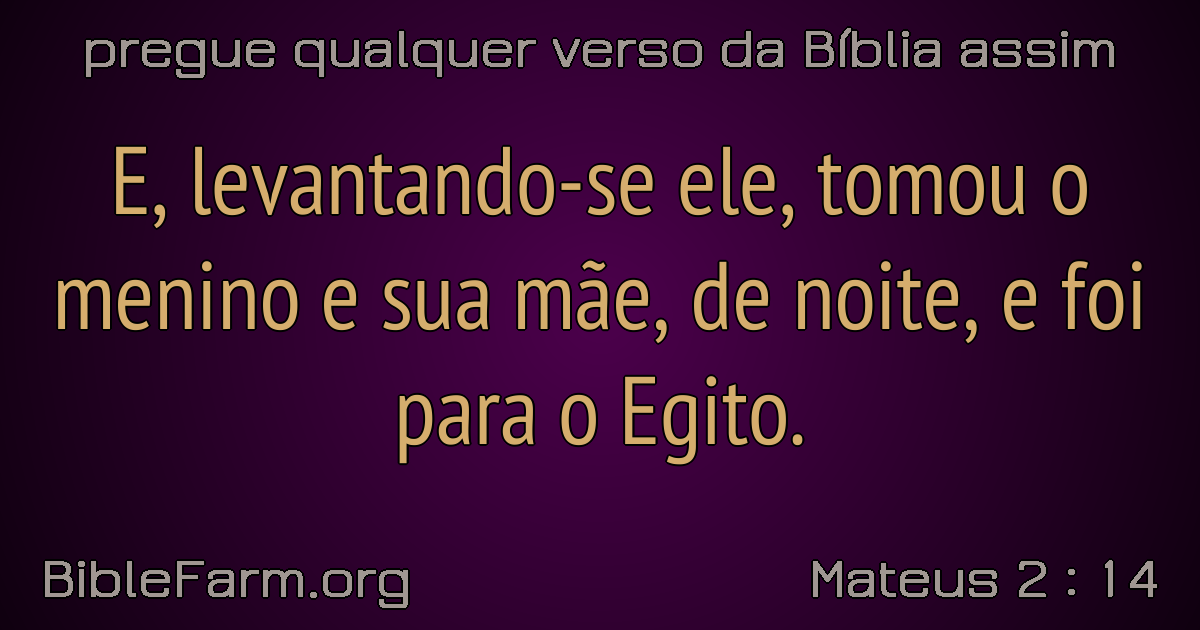 pregue qualquer verso da Bíblia assim
E, levantando-se ele, tomou o
menino e sua mãe, de noite, e foi
para o Egito.
BibleFarm.org
Mateus 2 : 14